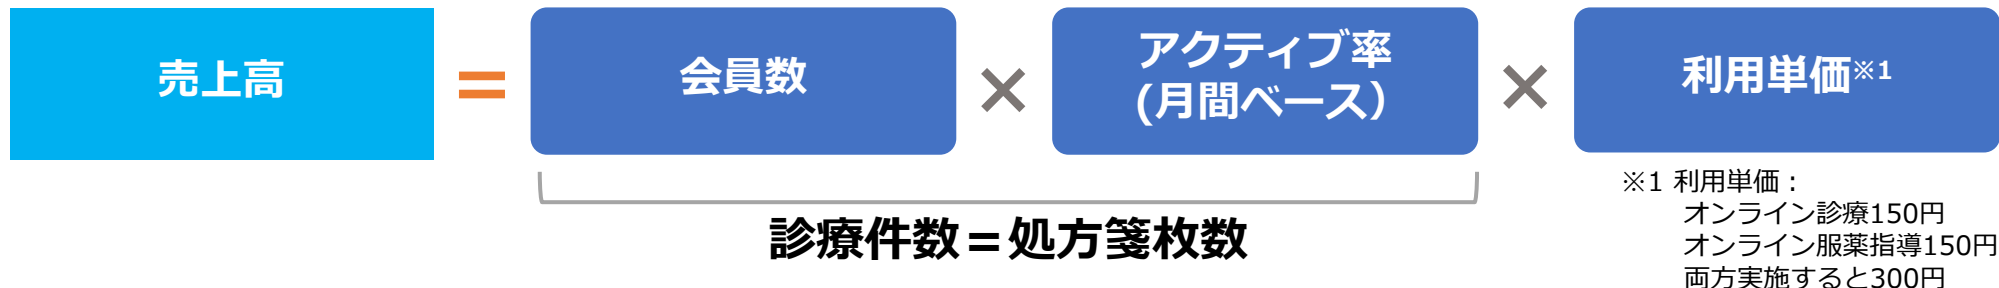 売上高
=
会員数
×
アクティブ率
(月間ベース）
×
利用単価※1
診療件数=処方箋枚数
※1 利用単価：
オンライン診療150円
オンライン服薬指導150円
両方実施すると300円